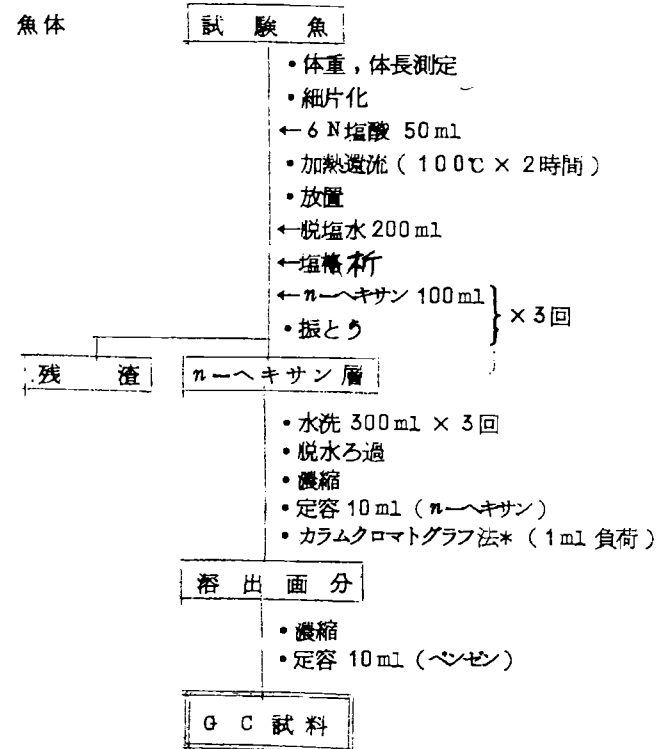 魚体
試験魚
・体重，体長測定
・細片化
←6N塩酸 50ml
・加熱還流（100℃×2時間）
・放置
←脱塩水200ml
←塩析
←n-ヘキサン 100ml
・振とう
×3回
残渣
n-ヘキサン層
・水洗 300ml × 3回
・脱水ろ過
・濃縮
・定容 10ml（n-ヘキサン）
・カラムクロマトグラフ法*（1ml 負荷）
溶出画分
・濃縮
・定容 10ml（ベンゼン）
GC試料